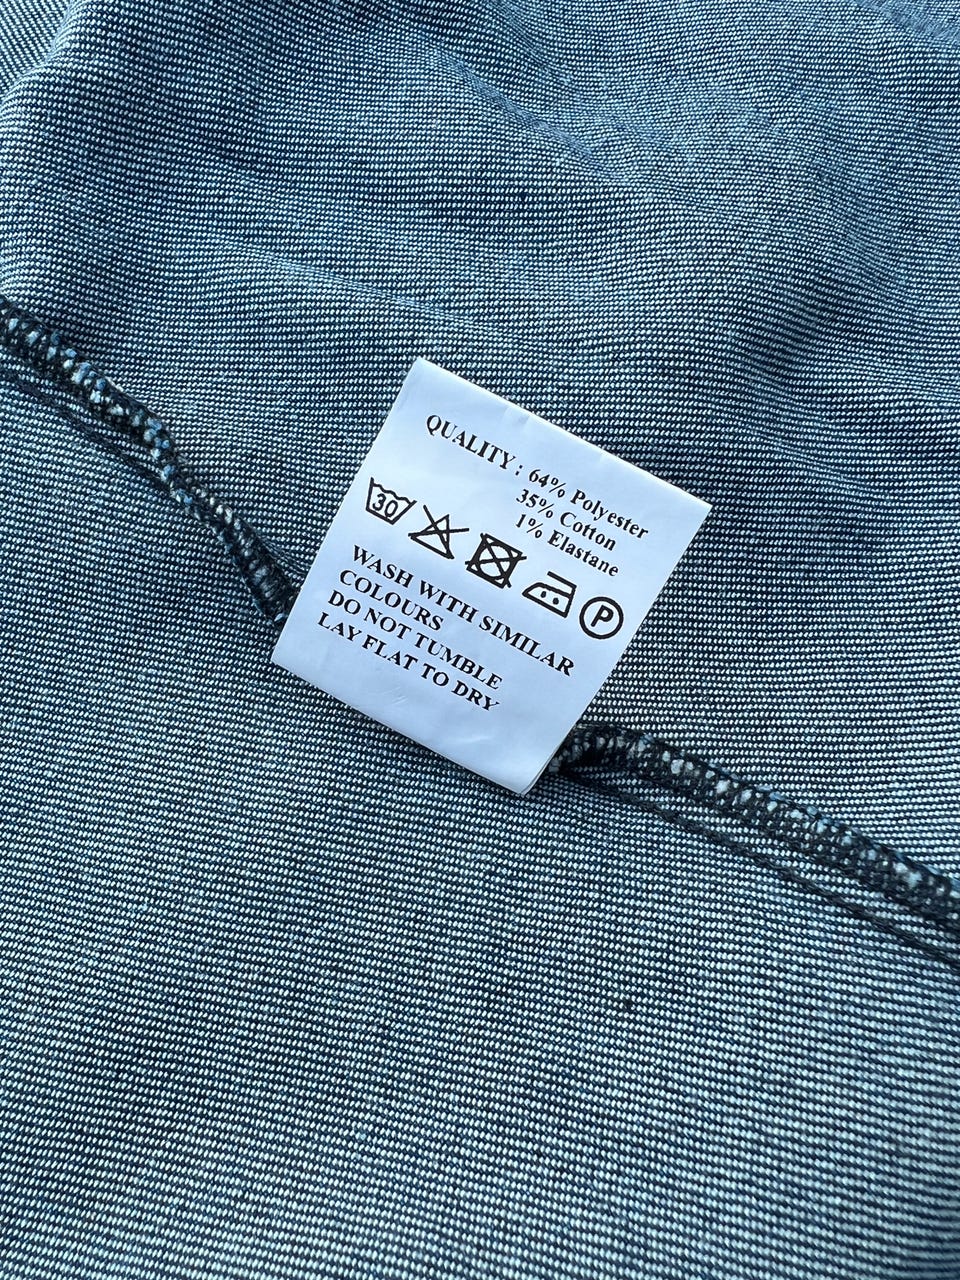 QUALITY : 64% Polyester
35% Cotton
1% Elastane
30 P
WASH WITH SIMILAR
COLOURS
DO NOT TUMBLE
LAY FLAT TO DRY